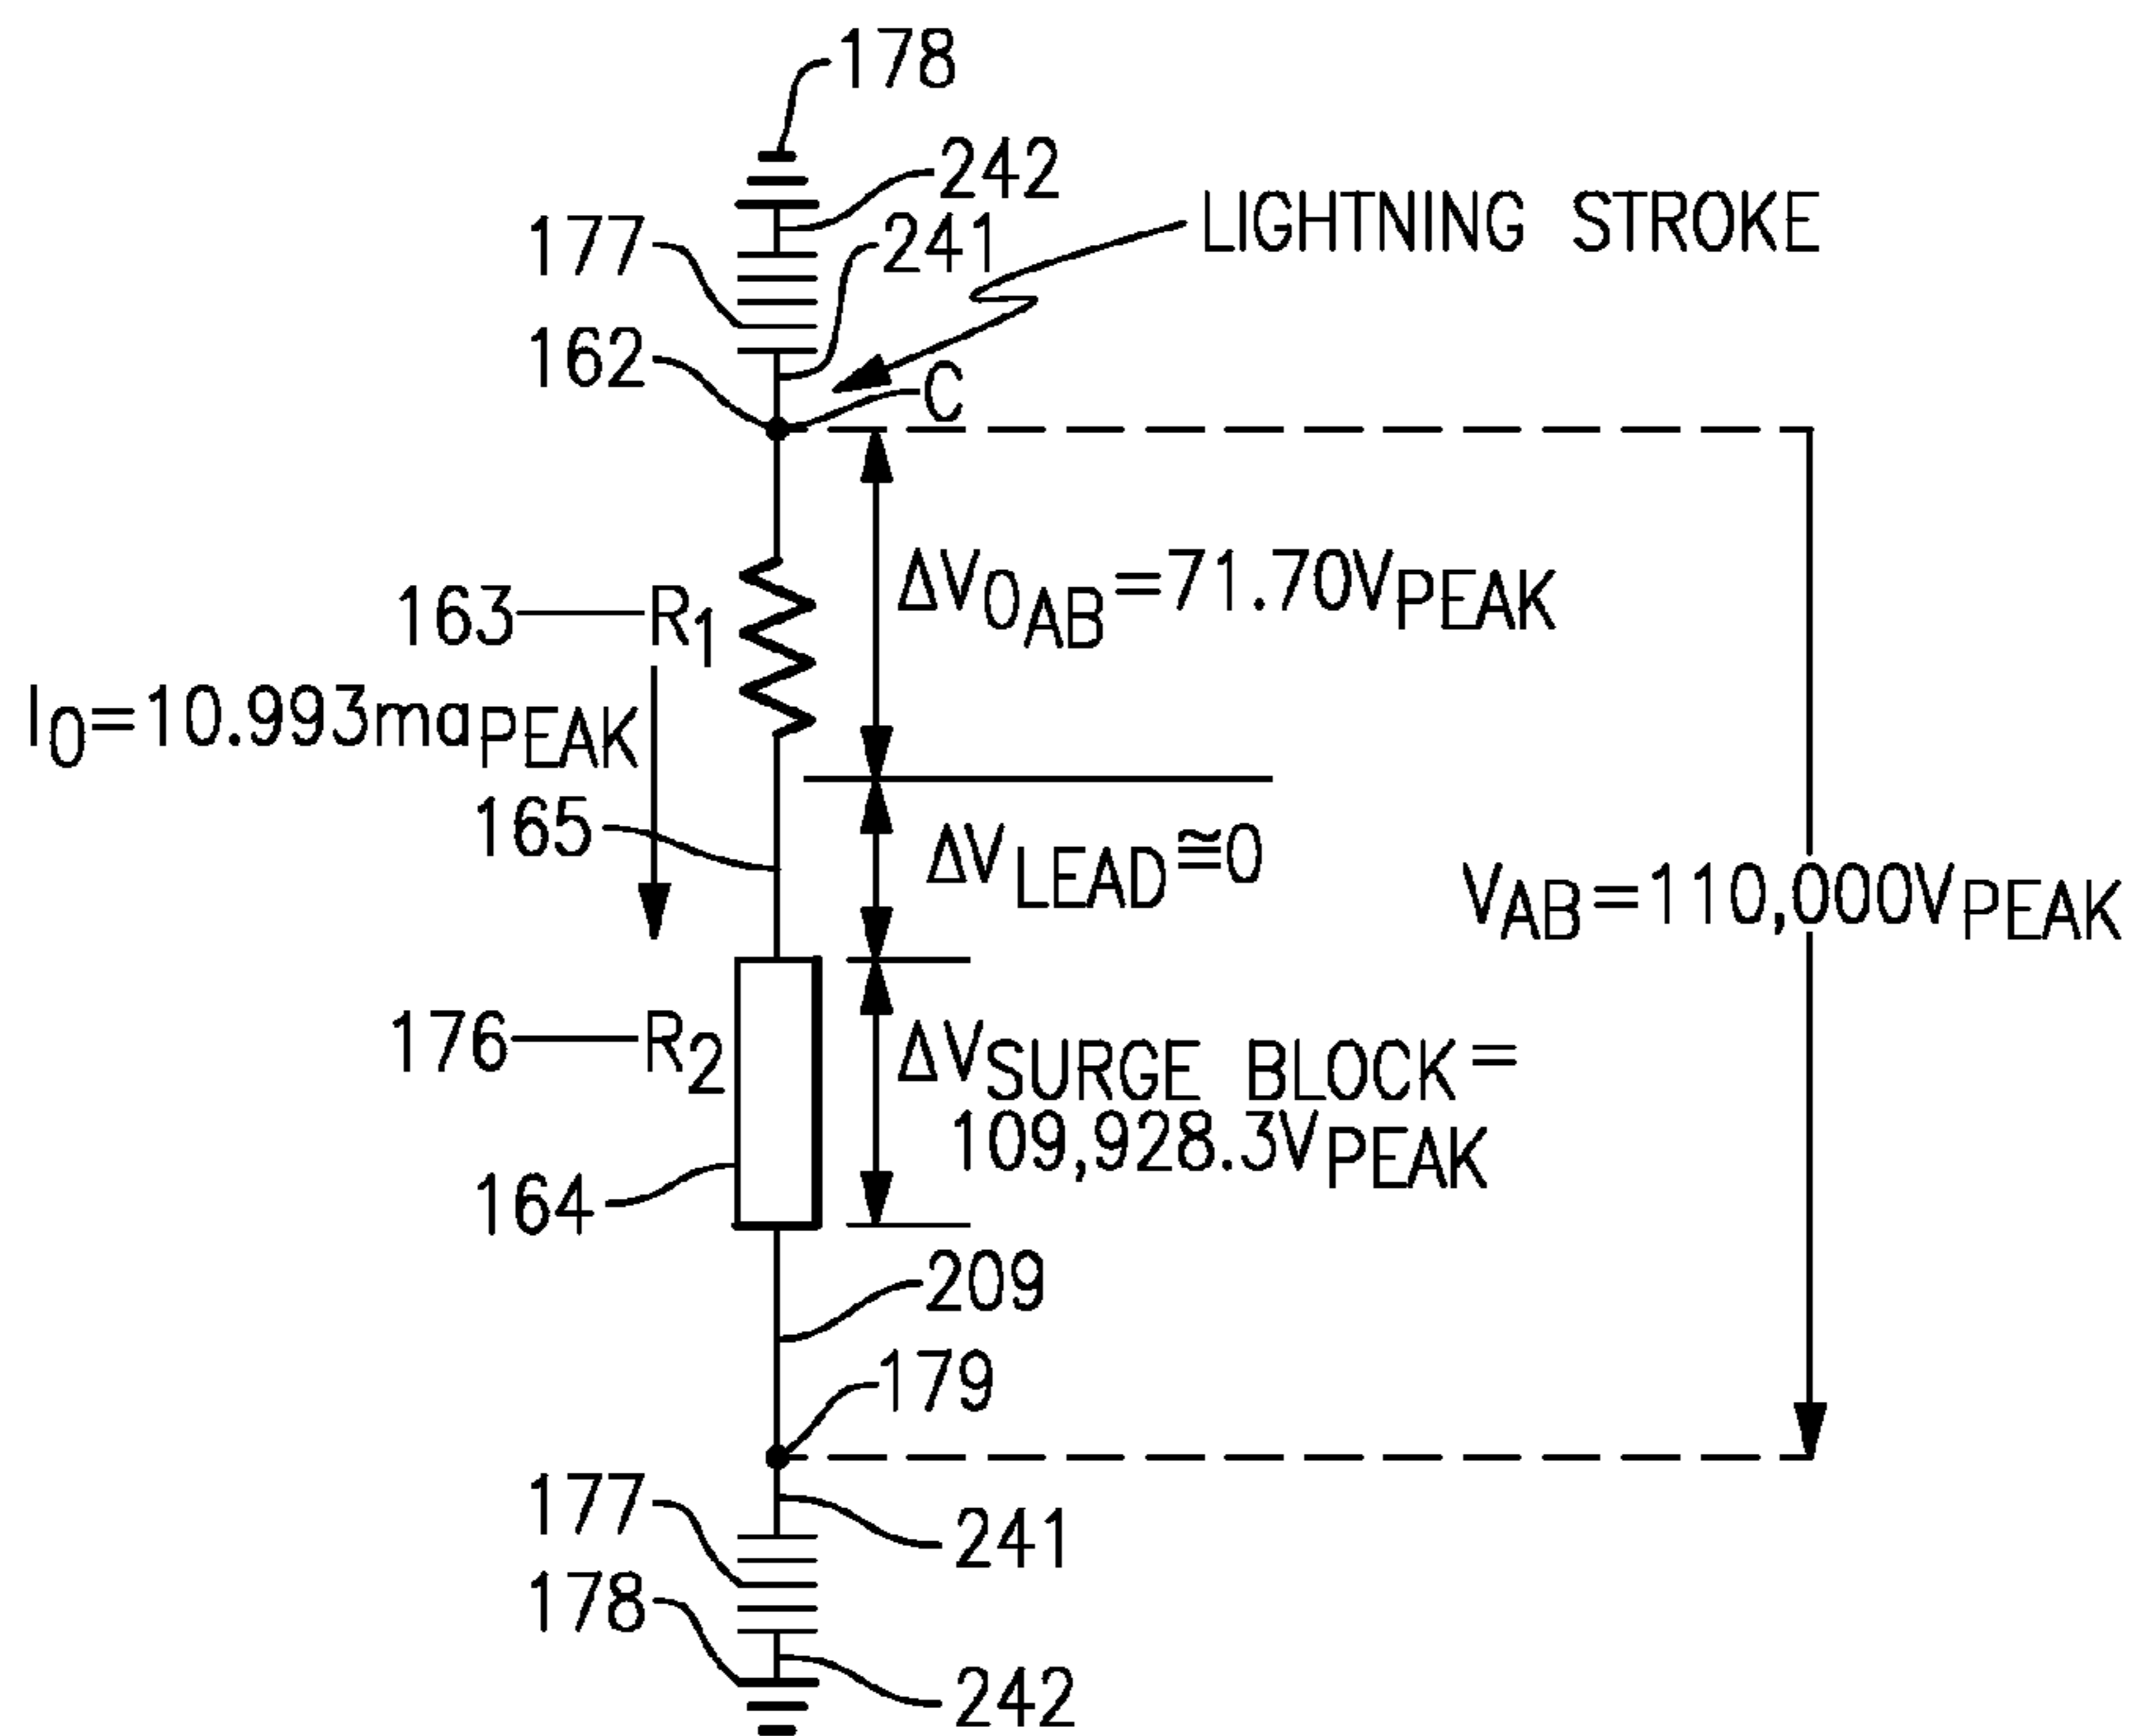 178
242
177
241
LIGHTNING STROKE
162
C
ΔV₀AB=71.70VPEAK
163—R₁
I₀=10.993maPEAK
165
ΔVLEAD≅0
VAB=110,000VPEAK
176—R₂
ΔVSURGE BLOCK=
109,928.3VPEAK
164
209
179
177
241
178
242